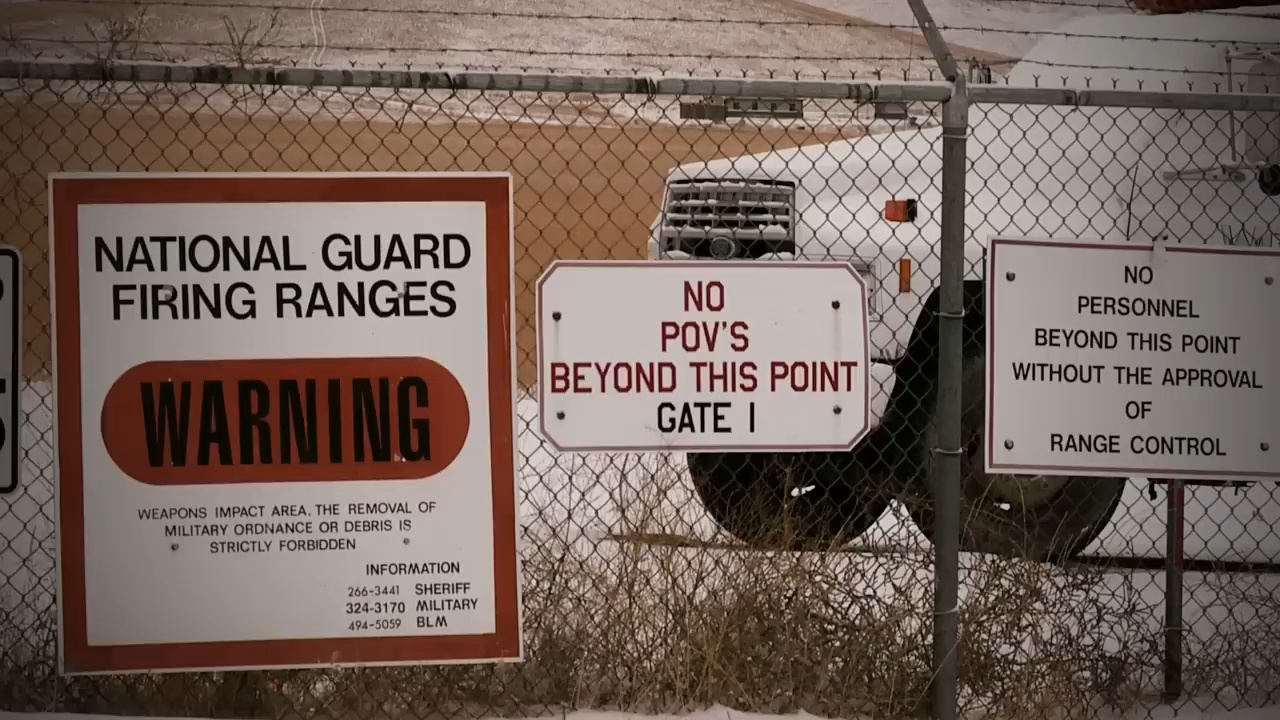 NATIONAL GUARD
FIRING RANGES
WARNING
WEAPONS IMPACT AREA. THE REMOVAL OF
MILITARY ORDNANCE OR DEBRIS IS
STRICTLY FORBIDDEN
INFORMATION
266-3441 SHERIFF
324-3170 MILITARY
494-5059 BLM
NO
POV'S
BEYOND THIS POINT
GATE 1
NO
PERSONNEL
BEYOND THIS POINT
WITHOUT THE APPROVAL
OF
RANGE CONTROL